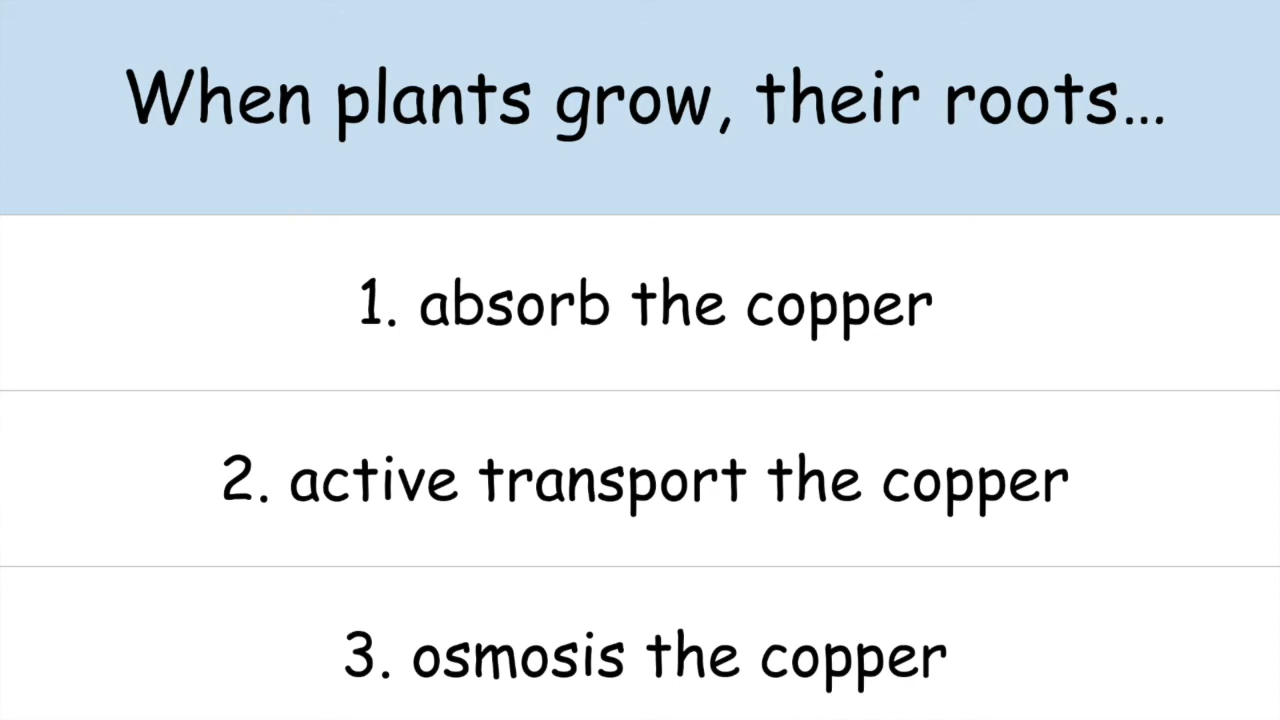 When plants grow, their roots...
1. absorb the copper
2. active transport the copper
3. osmosis the copper